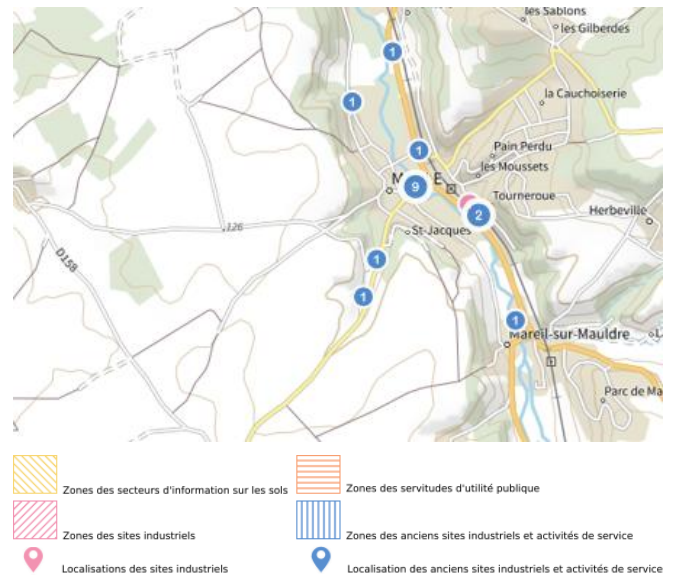 les Sablons
les Gilberdes
1
1
la Cauchoiserie
1
Pain Perdu
les Moussets
9
Tourneroue
2
Herbeville
126
St-Jacques
D158
1
1
1
Mareil-sur-Mauldre
Parc de Ma
Zones des secteurs d'information sur les sols
Zones des servitudes d'utilité publique
Zones des sites industriels
Zones des anciens sites industriels et activités de service
Localisations des sites industriels
Localisation des anciens sites industriels et activités de service